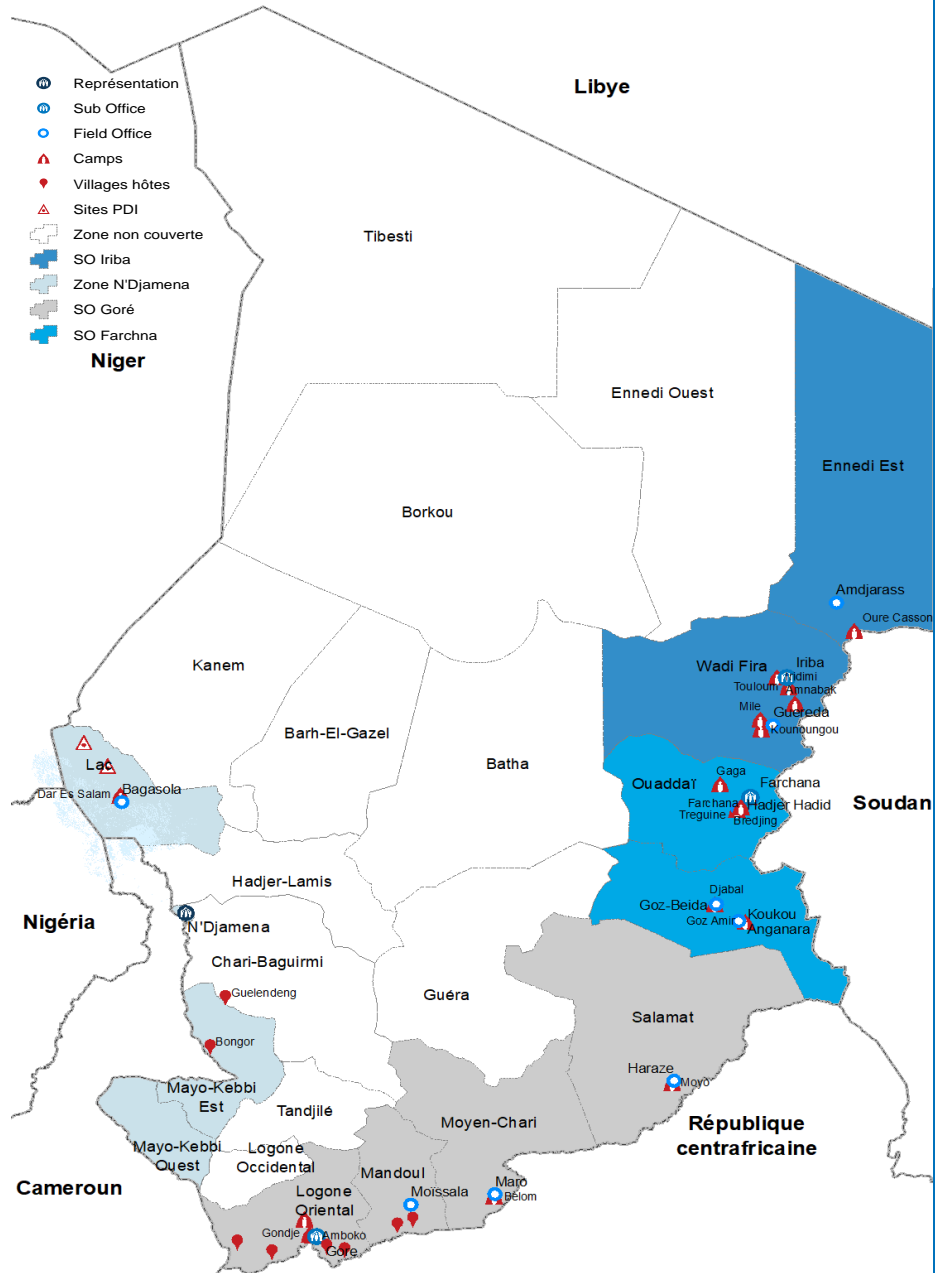 Libye
Représentation
Sub Office
Field Office
Camps
Villages hôtes
Sites PDI
Zone non couverte
SO Iriba
Zone N'Djamena
SO Goré
SO Farchna
Niger
Tibesti
Ennedi Ouest
Ennedi Est
Borkou
Amdjarass
Oure Casson
Kanem
Wadi Fira
Iriba
Iridimi
Touloum
Amnabak
Mile
Guereda
Kounoungou
Barh-El-Gazel
Batha
Ouaddaï
Gaga
Farchana
Lac
Dar Es Salam
Bagasola
Farchana
Hadjer Hadid
Treguine
Bredjing
Soudan
Hadjer-Lamis
Djabal
Goz-Beida
Goz Amir
Koukou
Anganara
Nigéria
N'Djamena
Chari-Baguirmi
Guelendeng
Guéra
Salamat
Bongor
Haraze
Moyo
Mayo-Kebbi
Est
Tandjilé
Moyen-Chari
République
centrafricaine
Mayo-Kebbi
Ouest
Logone
Occidental
Mandoul
Cameroun
Logone
Oriental
Moïssala
Maro
Belom
Gondje
Amboko
Gore